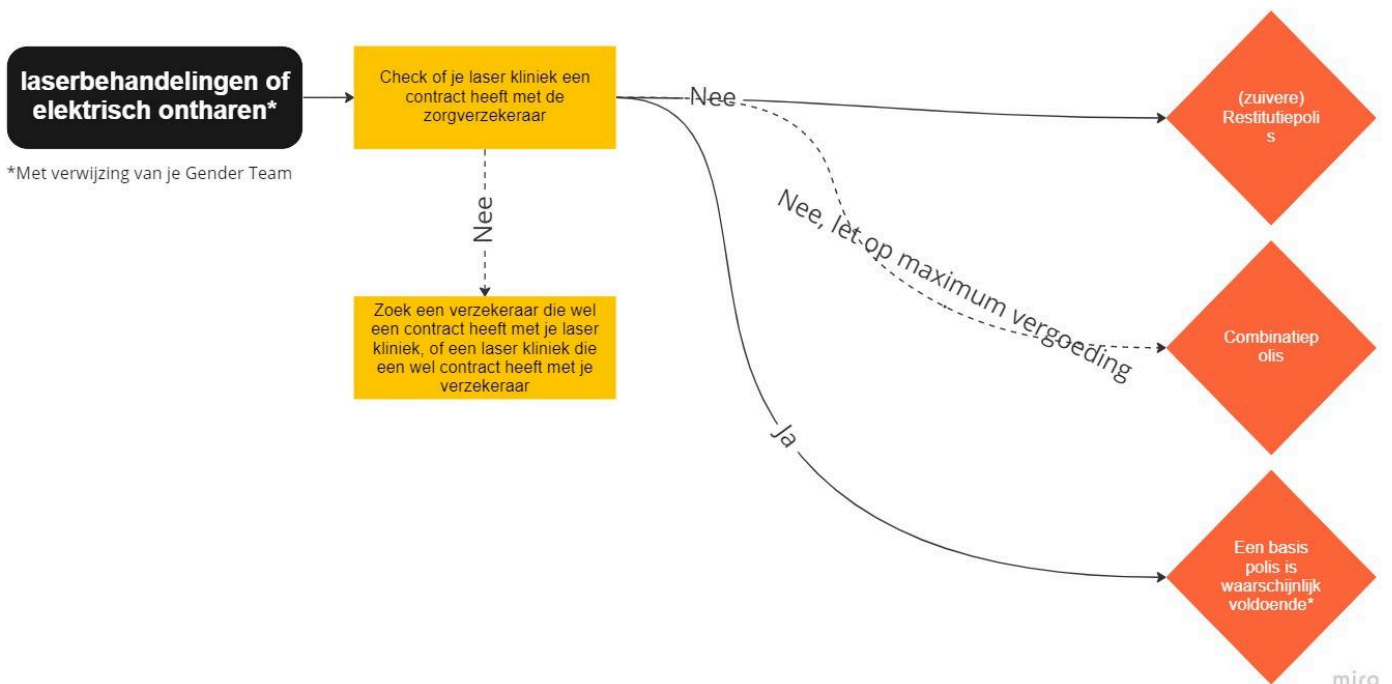 laserbehandelingen of
elektrisch ontharen*
*Met verwijzing van je Gender Team
Check of je laser kliniek een
contract heeft met de
zorgverzekeraar
Nee
Zoek een verzekeraar die wel
een contract heeft met je laser
kliniek, of een laser kliniek die
een wel contract heeft met je
verzekeraar
Nee
(zuivere)
Restitutiepoli
s
Nee, let op maximum vergoeding
Combinatiep
olis
Ja
Een basis
polis is
waarschijnlijk
voldoende*
miro